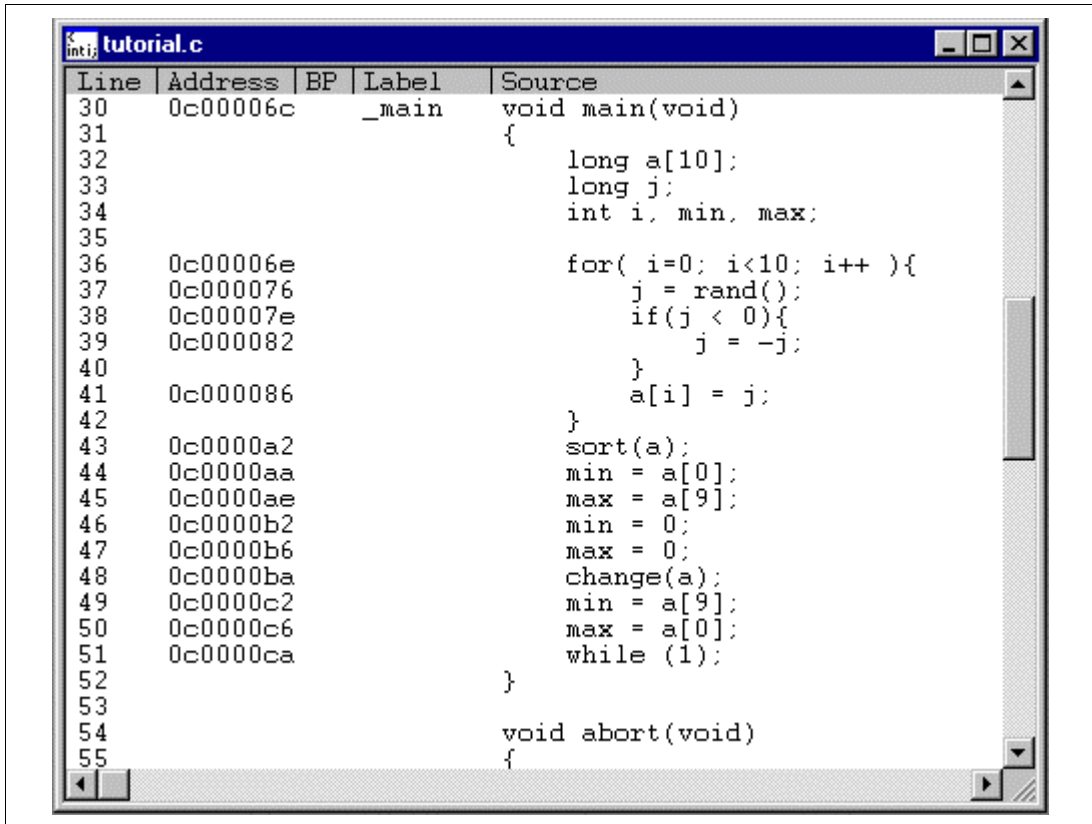 inti; tutorial.c
Line Address BP Label Source
30 0c00006c _main void main(void)
31 {
32 long a[10];
33 long j;
34 int i, min, max;
35
36 0c00006e for( i=0; i<10; i++ ){
37 0c000076 j = rand();
38 0c00007e if(j < 0){
39 0c000082 j = -j;
40 }
41 0c000086 a[i] = j;
42 }
43 0c0000a2 sort(a);
44 0c0000aa min = a[0];
45 0c0000ae max = a[9];
46 0c0000b2 min = 0;
47 0c0000b6 max = 0;
48 0c0000ba change(a);
49 0c0000c2 min = a[9];
50 0c0000c6 max = a[0];
51 0c0000ca while (1);
52 }
53
54 void abort(void)
55 {